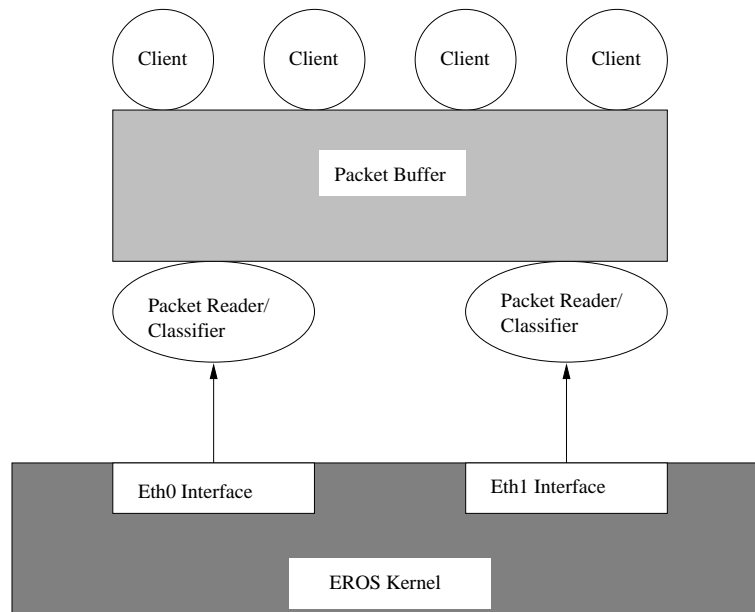 Client
Client
Client
Client
Packet Buffer
Packet Reader/
Classifier
Packet Reader/
Classifier
Eth0 Interface
Eth1 Interface
EROS Kernel